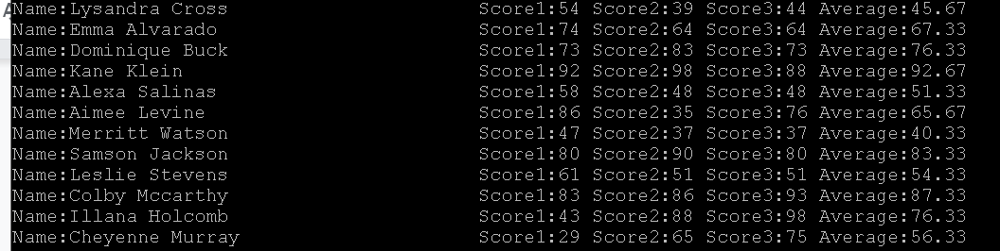 Name:Lysandra Cross Score1:54 Score2:39 Score3:44 Average:45.67
Name:Emma Alvarado Score1:74 Score2:64 Score3:64 Average:67.33
Name:Dominique Buck Score1:73 Score2:83 Score3:73 Average:76.33
Name:Kane Klein Score1:92 Score2:98 Score3:88 Average:92.67
Name:Alexa Salinas Score1:58 Score2:48 Score3:48 Average:51.33
Name:Aimee Levine Score1:86 Score2:35 Score3:76 Average:65.67
Name:Merritt Watson Score1:47 Score2:37 Score3:37 Average:40.33
Name:Samson Jackson Score1:80 Score2:90 Score3:80 Average:83.33
Name:Leslie Stevens Score1:61 Score2:51 Score3:51 Average:54.33
Name:Colby Mccarthy Score1:83 Score2:86 Score3:93 Average:87.33
Name:Illana Holcomb Score1:43 Score2:88 Score3:98 Average:76.33
Name:Cheyenne Murray Score1:29 Score2:65 Score3:75 Average:56.33